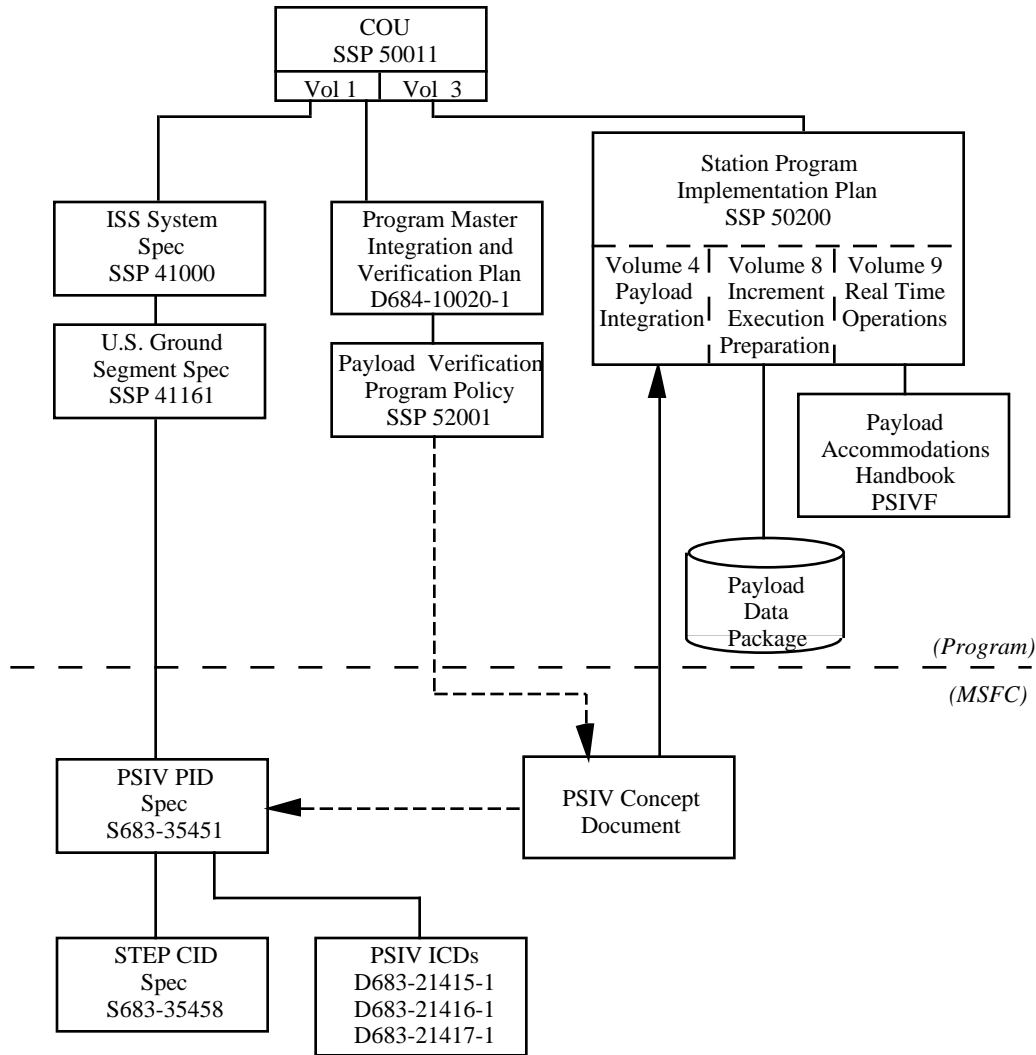 COU
SSP 50011
Vol 1
Vol 3
Station Program
Implementation Plan
SSP 50200
Volume 4
Payload
Integration
Volume 8
Increment
Execution
Preparation
Volume 9
Real Time
Operations
ISS System
Spec
SSP 41000
Program Master
Integration and
Verification Plan
D684-10020-1
U.S. Ground
Segment Spec
SSP 41161
Payload Verification
Program Policy
SSP 52001
Payload
Accommodations
Handbook
PSIVF
Payload
Data
Package
(Program)
(MSFC)
PSIV PID
Spec
S683-35451
PSIV Concept
Document
STEP CID
Spec
S683-35458
PSIV ICDs
D683-21415-1
D683-21416-1
D683-21417-1